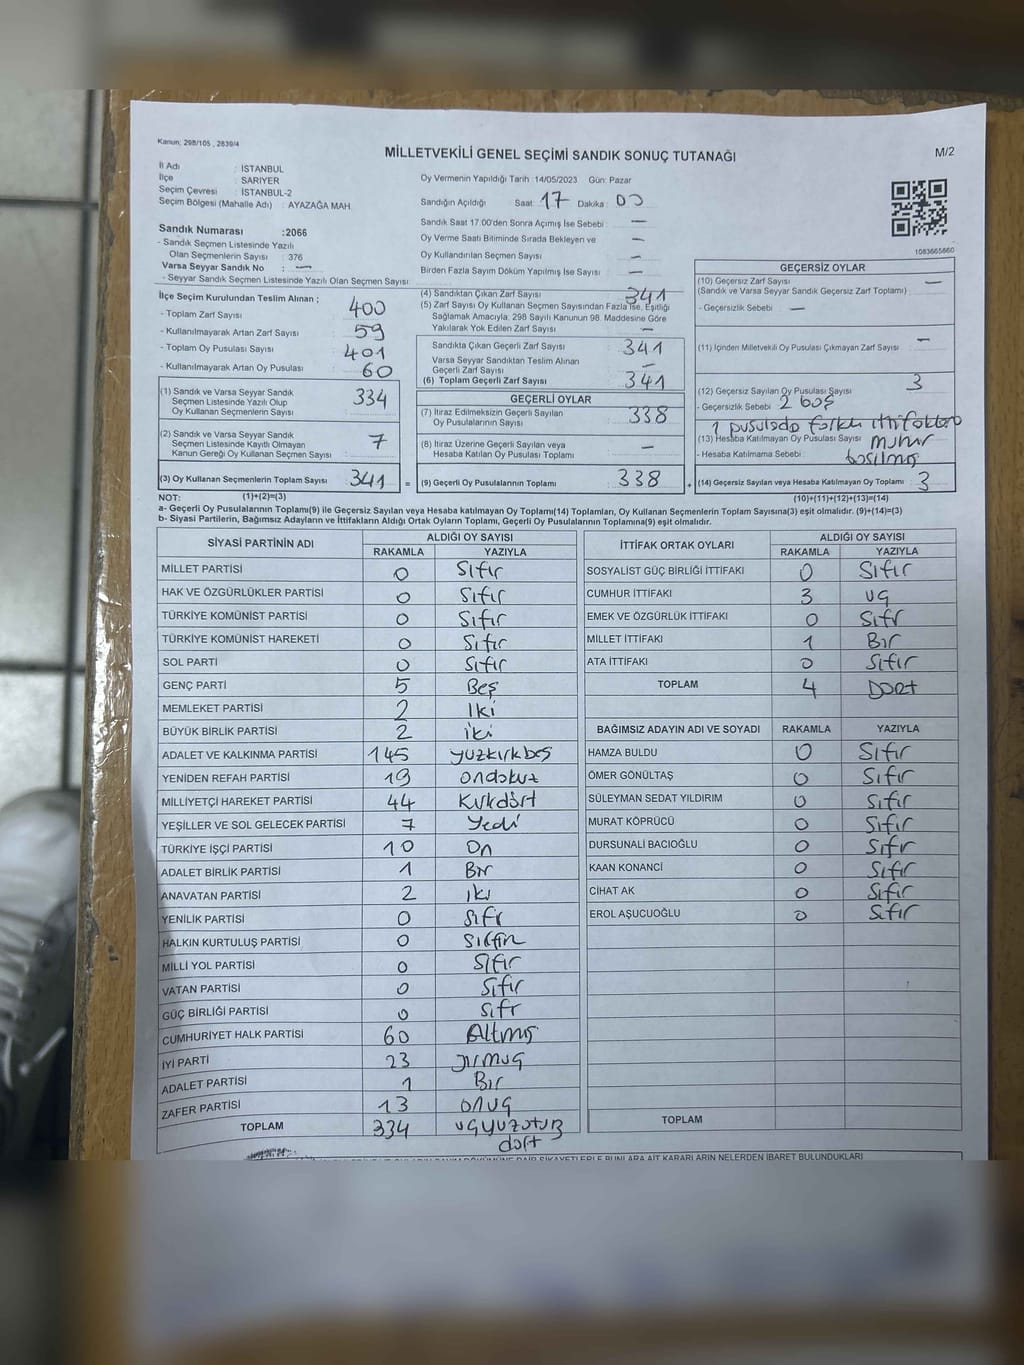 Kanun; 298/105 , 2839/4
MİLLETVEKİLİ GENEL SEÇİMİ SANDIK SONUÇ TUTANAĞI
M/2
İl Adı : İSTANBUL
İlçe : SARIYER
Seçim Çevresi : İSTANBUL-2
Seçim Bölgesi (Mahalle Adı) : AYAZAĞA MAH.
Sandık Numarası :2066
- Sandık Seçmen Listesinde Yazılı
Olan Seçmenlerin Sayısı : 376
Varsa Seyyar Sandık No : —
- Seyyar Sandık Seçmen Listesinde Yazılı Olan Seçmen Sayısı
Oy Vermenin Yapıldığı Tarih :14/05/2023 Gün: Pazar
Sandığın Açıldığı Saat: 17 Dakika: 00
Sandık Saat 17:00'den Sonra Açımış İse Sebebi : —
Oy Verme Saati Bitiminde Sırada Bekleyen ve : —
Oy Kullandırılan Seçmen Sayısı : —
Birden Fazla Sayım Döküm Yapılmış İse Sayısı : —
1083665660
İlçe Seçim Kurulundan Teslim Alınan ;
- Toplam Zarf Sayısı : 400
- Kullanılmayarak Artan Zarf Sayısı : 59
- Toplam Oy Pusulası Sayısı : 401
- Kullanılmayarak Artan Oy Pusulası : 60
(1) Sandık ve Varsa Seyyar Sandık
Seçmen Listesinde Yazılı Olup
Oy Kullanan Seçmenlerin Sayısı : 334
(2) Sandık ve Varsa Seyyar Sandık
Seçmen Listesinde Kayıtlı Olmayan
Kanun Gereği Oy Kullanan Seçmen Sayısı : 7
(3) Oy Kullanan Seçmenlerin Toplam Sayısı : 341 =
(4) Sandıktan Çıkan Zarf Sayısı : 341
(5) Zarf Sayısı Oy Kullanan Seçmen Sayısından Fazla İse, Eşitliği
Sağlamak Amacıyla, 298 Sayılı Kanunun 98. Maddesine Göre
Yakılarak Yok Edilen Zarf Sayısı : —
Sandıkta Çıkan Geçerli Zarf Sayısı : 341
Varsa Seyyar Sandıktan Teslim Alınan
Geçerli Zarf Sayısı : —
(6) Toplam Geçerli Zarf Sayısı : 341
GEÇERLİ OYLAR
(7) İtiraz Edilmeksizin Geçerli Sayılan
Oy Pusulalarının Sayısı : 338
(8) İtiraz Üzerine Geçerli Sayılan veya
Hesaba Katılan Oy Pusulası Toplamı : —
(9) Geçerli Oy Pusulalarının Toplamı : 338 +
GEÇERSİZ OYLAR
(10) Geçersiz Zarf Sayısı : —
(Sandık ve Varsa Seyyar Sandık Geçersiz Zarf Toplamı)
- Geçersizlik Sebebi : —
(11) İçinden Milletvekili Oy Pusulası Çıkmayan Zarf Sayısı : —
(12) Geçersiz Sayılan Oy Pusulası Sayısı : 3
- Geçersizlik Sebebi : 2 boş
1 pusulada farklı ittifaklara
(13) Hesaba Katılmayan Oy Pusulası Sayısı : mühür
- Hesaba Katılmama Sebebi : basılmış
(14) Geçersiz Sayılan veya Hesaba Katılmayan Oy Toplamı : 3
NOT: (1)+(2)=(3) (10)+(11)+(12)+(13)=(14)
a- Geçerli Oy Pusulalarının Toplamı(9) ile Geçersiz Sayılan veya Hesaba Katılmayan Oy Toplamı(14) Toplamları, Oy Kullanan Seçmenlerin Toplam Sayısına(3) eşit olmalıdır. (9)+(14)=(3)
b- Siyasi Partilerin, Bağımsız Adayların ve İttifakların Aldığı Ortak Oyların Toplamı, Geçerli Oy Pusulalarının Toplamına(9) eşit olmalıdır.
SİYASİ PARTİNİN ADI ALDIĞI OY SAYISI
RAKAMLA YAZIYLA
MİLLET PARTİSİ 0 Sıfır
HAK VE ÖZGÜRLÜKLER PARTİSİ 0 Sıfır
TÜRKİYE KOMÜNİST PARTİSİ 0 Sıfır
TÜRKİYE KOMÜNİST HAREKETİ 0 Sıfır
SOL PARTİ 0 Sıfır
GENÇ PARTİ 5 Beş
MEMLEKET PARTİSİ 2 İki
BÜYÜK BİRLİK PARTİSİ 2 iki
ADALET VE KALKINMA PARTİSİ 145 yüzkırkbeş
YENİDEN REFAH PARTİSİ 19 ondokuz
MİLLİYETÇİ HAREKET PARTİSİ 44 Kırkdört
YEŞİLLER VE SOL GELECEK PARTİSİ 7 Yedi
TÜRKİYE İŞÇİ PARTİSİ 10 On
ADALET BİRLİK PARTİSİ 1 Bir
ANAVATAN PARTİSİ 2 iki
YENİLİK PARTİSİ 0 Sıfır
HALKIN KURTULUŞ PARTİSİ 0
MİLLİ YOL PARTİSİ 0 Sıfır
VATAN PARTİSİ 0 Sıfır
GÜÇ BİRLİĞİ PARTİSİ 0 Sıfır
CUMHURİYET HALK PARTİSİ 60 Altmış
İYİ PARTİ 23 yirmiüç
ADALET PARTİSİ 1 Bir
ZAFER PARTİSİ 13 onüç
TOPLAM 334 üçyüzotuz
dört
İTTİFAK ORTAK OYLARI ALDIĞI OY SAYISI
RAKAMLA YAZIYLA
SOSYALİST GÜÇ BİRLİĞİ İTTİFAKI 0 Sıfır
CUMHUR İTTİFAKI 3 üç
EMEK VE ÖZGÜRLÜK İTTİFAKI 0 Sıfır
MİLLET İTTİFAKI 1 Bir
ATA İTTİFAKI 0 Sıfır
TOPLAM 4 Dört
BAĞIMSIZ ADAYIN ADI VE SOYADI RAKAMLA YAZIYLA
HAMZA BULDU 0 Sıfır
ÖMER GÖNÜLTAŞ 0 Sıfır
SÜLEYMAN SEDAT YILDIRIM 0 Sıfır
MURAT KÖPRÜCÜ 0 Sıfır
DURSUNALİ BACIOĞLU 0 Sıfır
KAAN KONANCİ 0 Sıfır
CİHAT AK 0 Sıfır
EROL AŞUCUOĞLU 0 Sıfır
TOPLAM